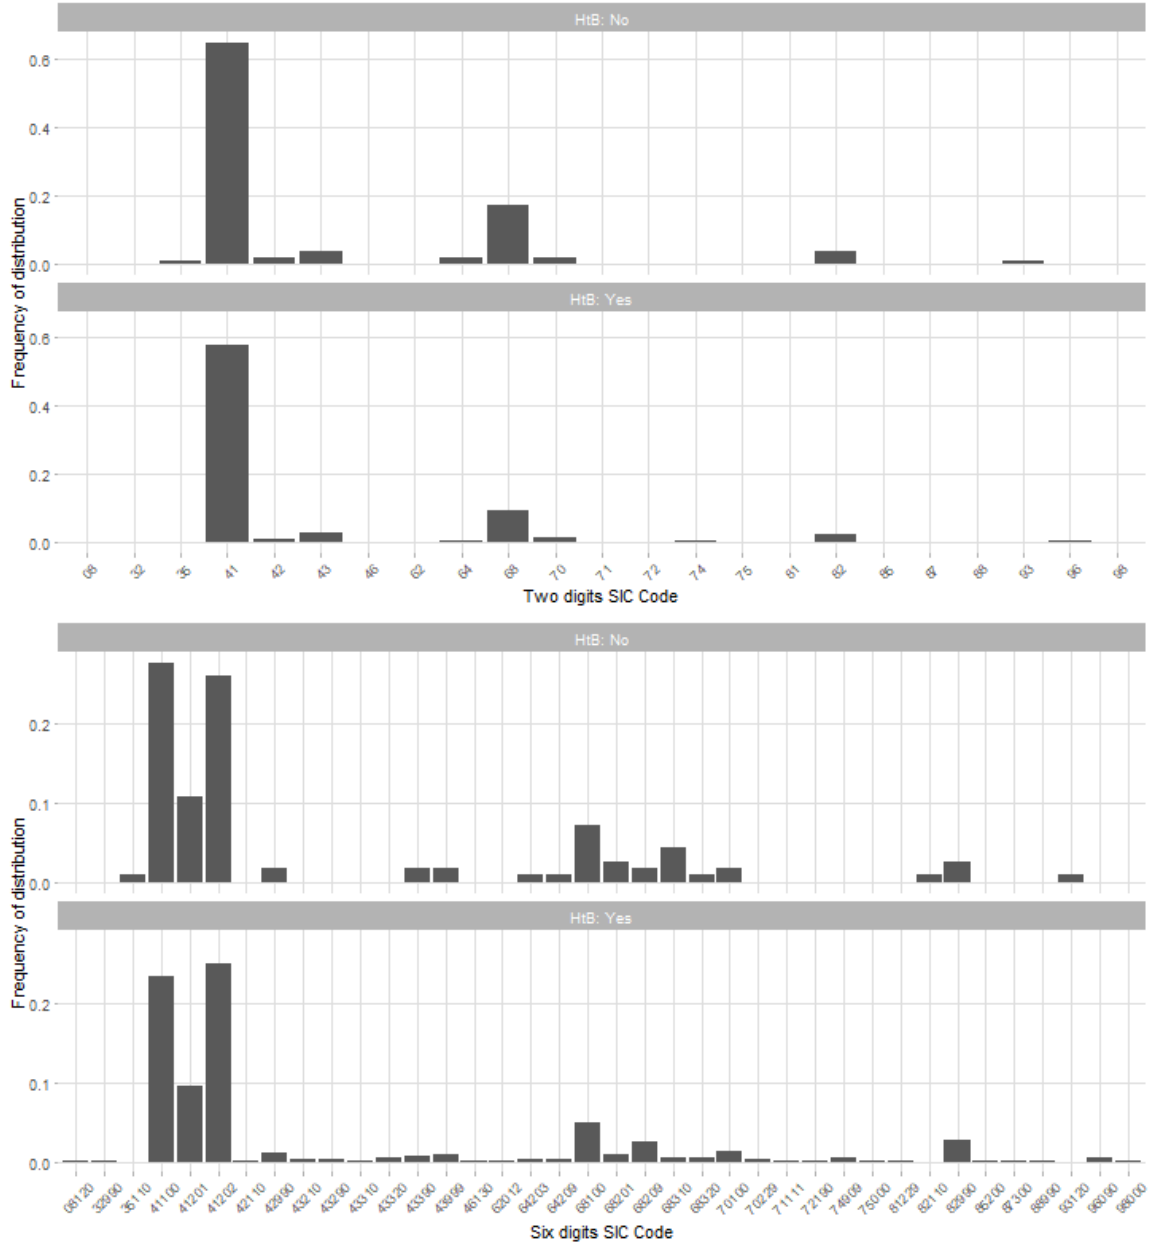 HtB: No
0.6
0.4
0.2
0.0
Frequency of distribution
HtB: Yes
0.6
0.4
0.2
0.0
08 32 36 41 42 43 46 62 64 68 70 71 72 74 75 81 82 86 87 88 93 96 98
Two digits SIC Code
HtB: No
0.2
0.1
0.0
Frequency of distribution
HtB: Yes
0.2
0.1
0.0
08120 32990 35110 41100 41201 41202 42110 42990 43210 43290 43310 43320 43390 43999 46130 62012 64203 64209 68100 68201 68209 68310 68320 70100 70229 71111 72190 74909 75000 81229 82110 82990 85200 87300 88990 93120 96090 98000
Six digits SIC Code